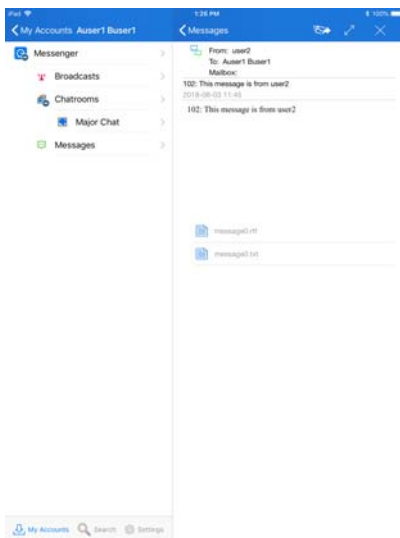 iPad 1:26 PM 100%
My Accounts Auser1 Buser1
Messenger
Broadcasts
Chatrooms
Major Chat
Messages
My Accounts Search Settings
Messages
From: user2
To: Auser1 Buser1
Mailbox:
102: This message is from user2
2018-08-03 11:45
102: This message is from user2
message0.rtf
message0.txt